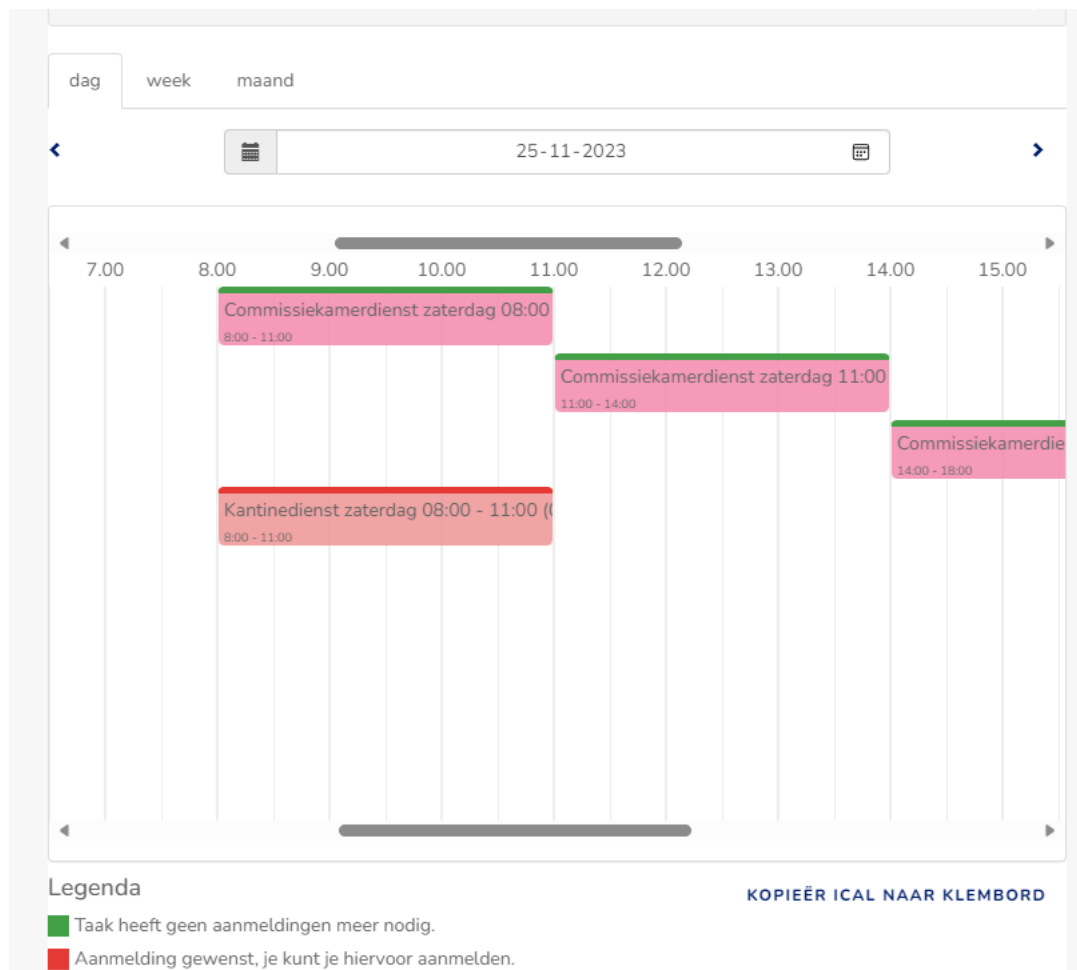 dag week maand
25-11-2023
7.00 8.00 9.00 10.00 11.00 12.00 13.00 14.00 15.00
Commissiekamerdienst zaterdag 08:00
8:00 - 11:00
Commissiekamerdienst zaterdag 11:00
11:00 - 14:00
Commissiekamerdie
14:00 - 18:00
Kantinedienst zaterdag 08:00 - 11:00 (
8:00 - 11:00
Legenda
KOPIEËR ICAL NAAR KLEMBORD
Taak heeft geen aanmeldingen meer nodig.
Aanmelding gewenst, je kunt je hiervoor aanmelden.